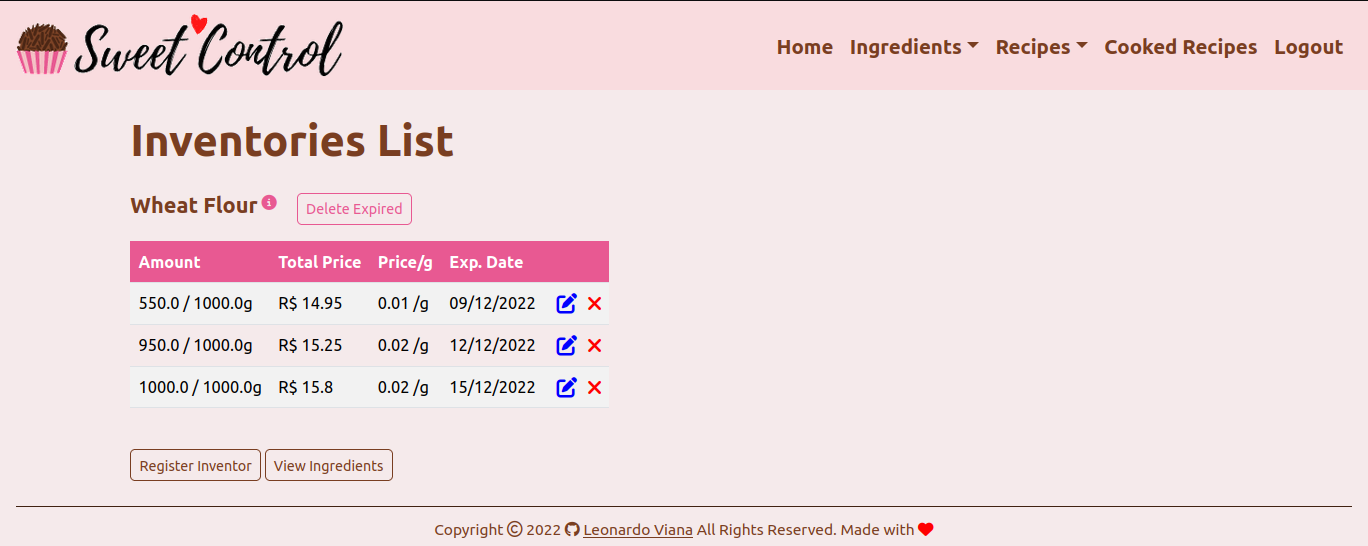 Sweet Control
Home Ingredients Recipes Cooked Recipes Logout
Inventories List
Wheat Flour Delete Expired
Amount Total Price Price/g Exp. Date
550.0 / 1000.0g R$ 14.95 0.01 /g 09/12/2022
950.0 / 1000.0g R$ 15.25 0.02 /g 12/12/2022
1000.0 / 1000.0g R$ 15.8 0.02 /g 15/12/2022
Register Inventor View Ingredients
Copyright © 2022 Leonardo Viana All Rights Reserved. Made with